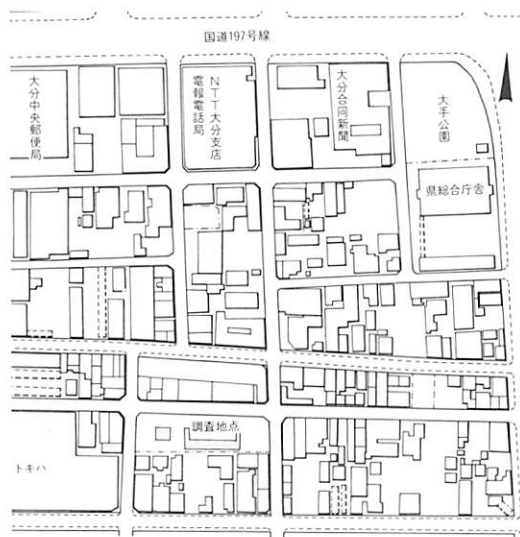 国道197号線
大分中央郵便局
NTT大分支店
電報電話局
大分合同新聞
大手公園
県総合庁舎
調査地点
トキハ